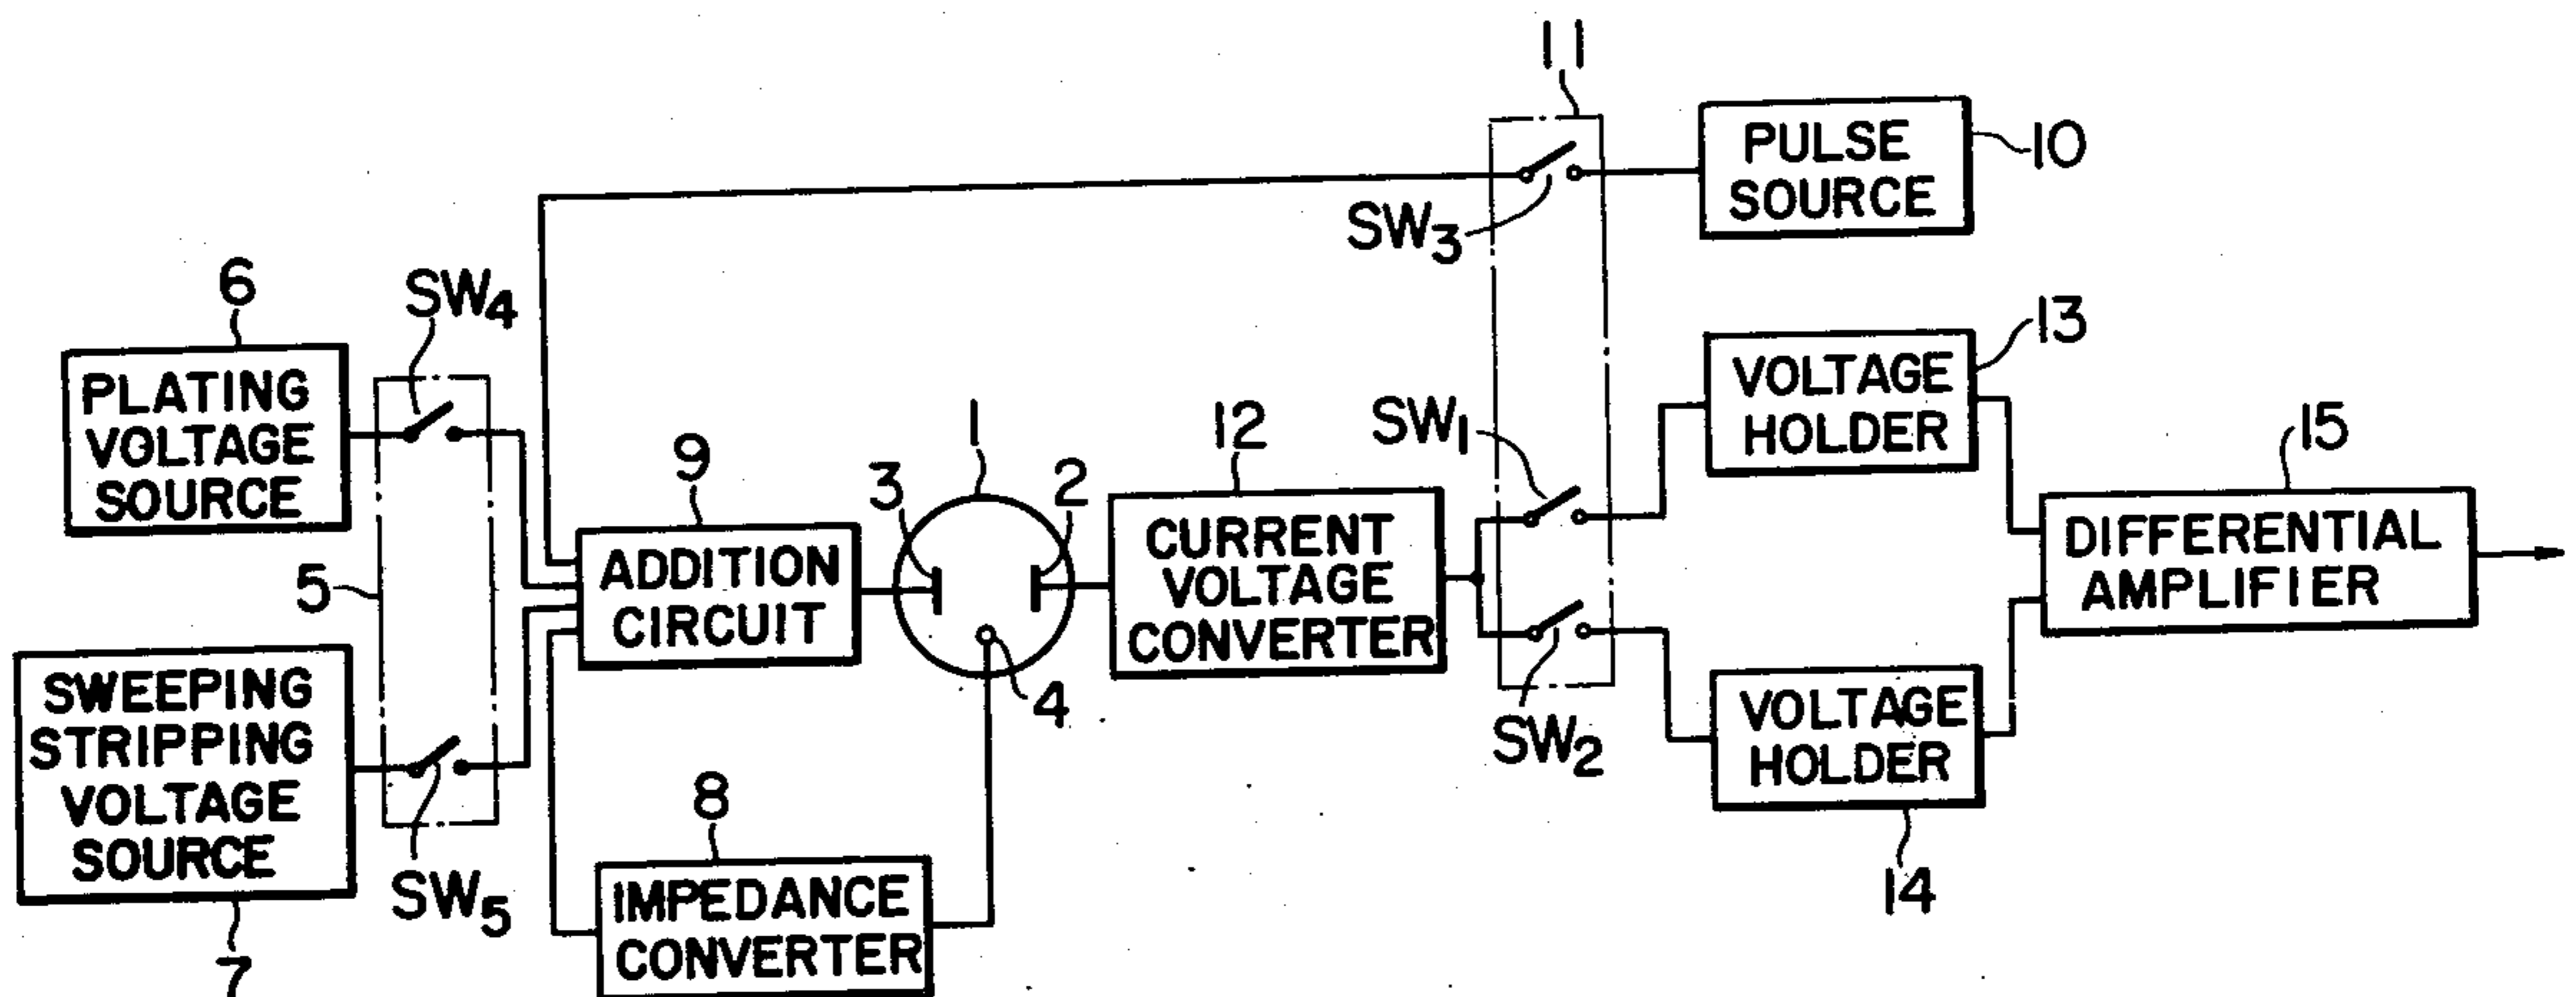 11
PULSE
SOURCE
10
SW3
6
SW4
PLATING
VOLTAGE
SOURCE
13
VOLTAGE
HOLDER
SW1
15
9
3
1
2
12
5
ADDITION
CIRCUIT
CURRENT
VOLTAGE
CONVERTER
DIFFERENTIAL
AMPLIFIER
4
SW2
SWEEPING
STRIPPING
VOLTAGE
SOURCE
VOLTAGE
HOLDER
14
SW5
8
IMPEDANCE
CONVERTER
7